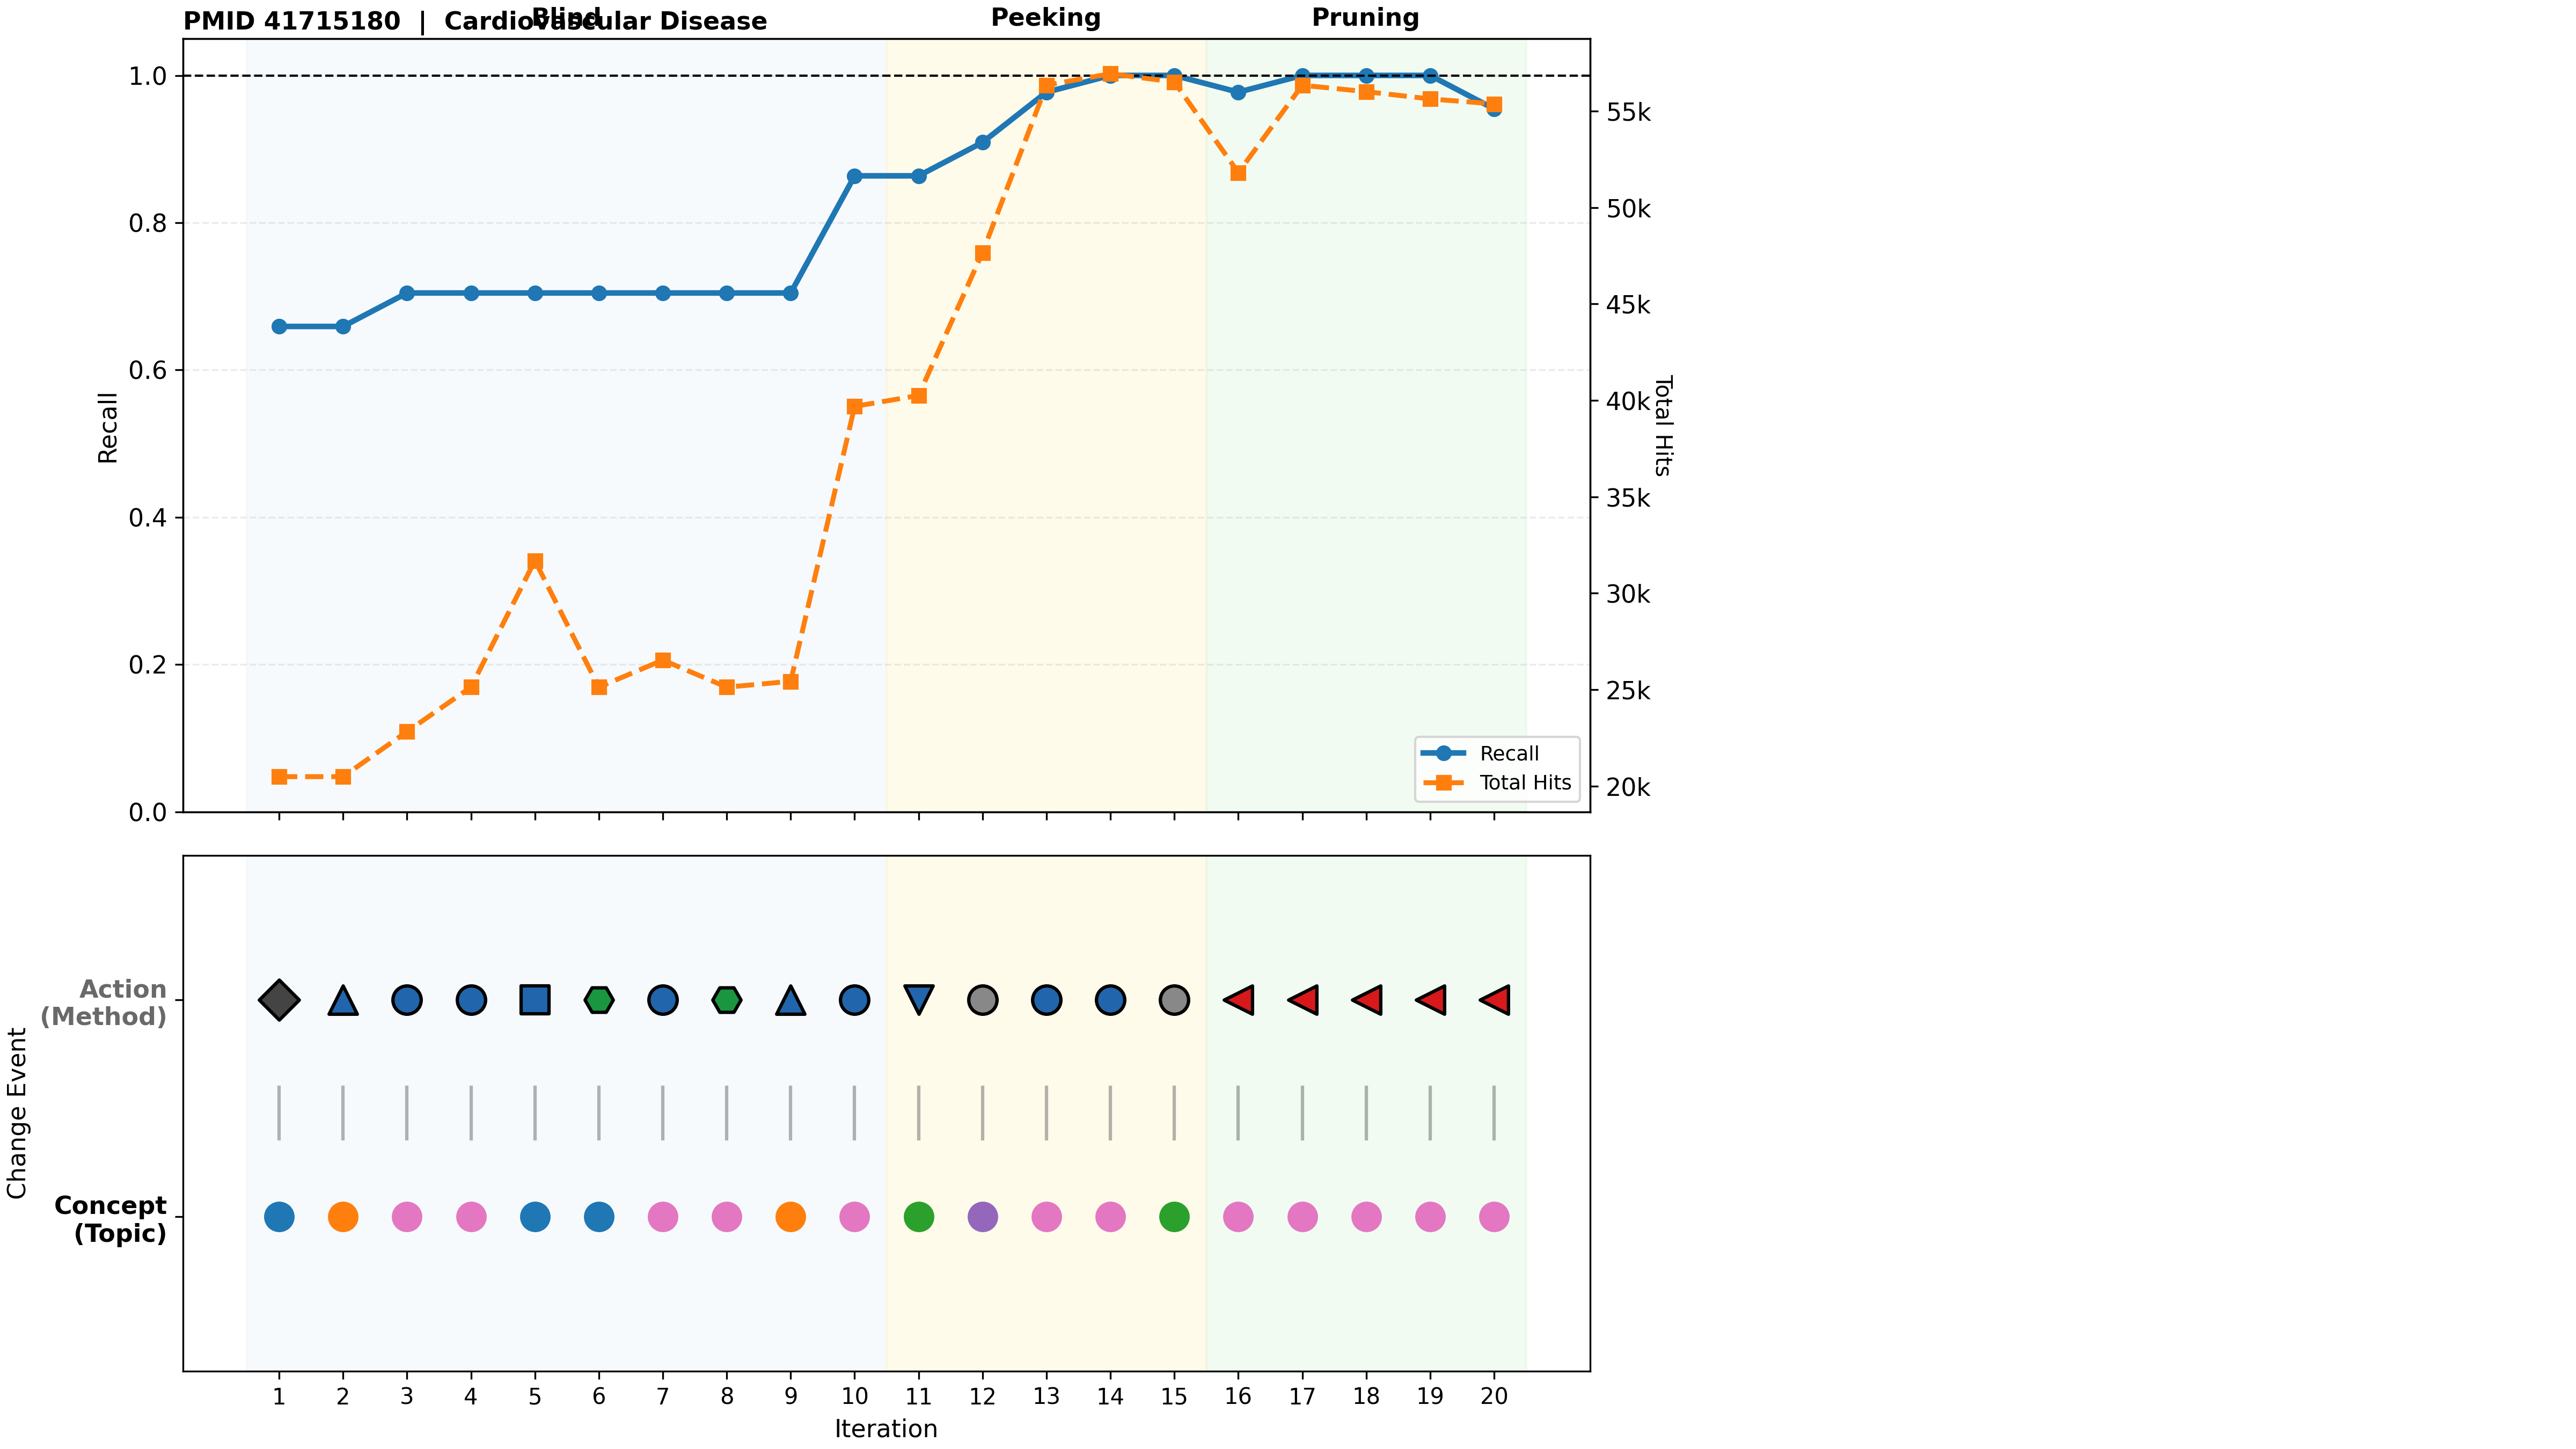 PMID 41715180 | Cardiovascular Disease
Blind
Peeking
Pruning
1.0
0.8
0.6
0.4
0.2
0.0
Recall
55k
50k
45k
40k
35k
30k
25k
20k
Total Hits
Recall
Total Hits
Action
(Method)
Concept
(Topic)
Change Event
1 2 3 4 5 6 7 8 9 10 11 12 13 14 15 16 17 18 19 20
Iteration